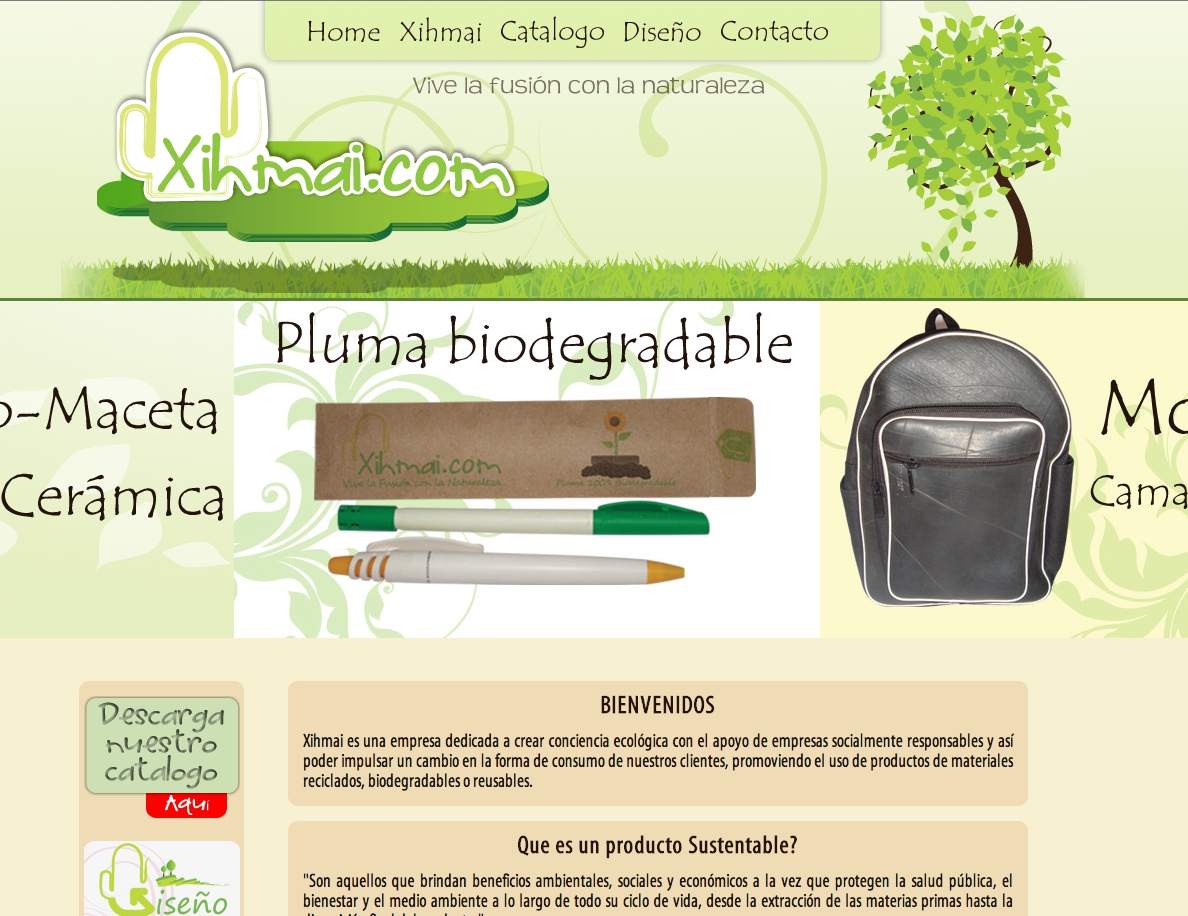 Home Xihmai Catalogo Diseño Contacto
Vive la fusión con la naturaleza
Xihmai.com
o-Maceta
Cerámica
Pluma biodegradable
Xihmai.com
Vive la Fusión con la Naturaleza
Pluma 100% Biodegradable
Mo
Cama
Descarga
nuestro
catalogo
Aquí
Diseño
BIENVENIDOS
Xihmai es una empresa dedicada a crear conciencia ecológica con el apoyo de empresas socialmente responsables y así
poder impulsar un cambio en la forma de consumo de nuestros clientes, promoviendo el uso de productos de materiales
reciclados, biodegradables o reusables.
Que es un producto Sustentable?
"Son aquellos que brindan beneficios ambientales, sociales y económicos a la vez que protegen la salud pública, el
bienestar y el medio ambiente a lo largo de todo su ciclo de vida, desde la extracción de las materias primas hasta la